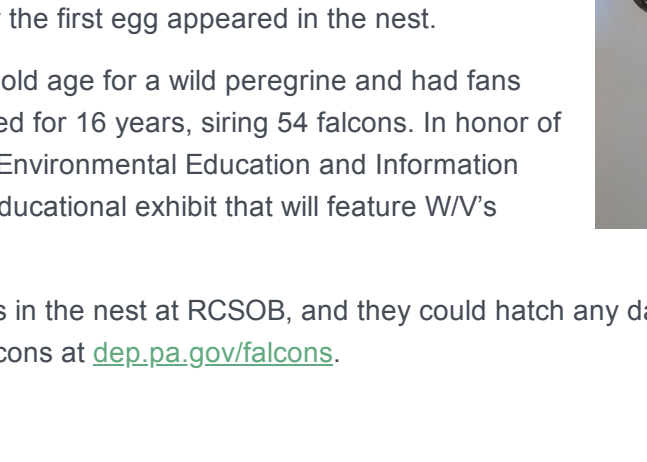 the first egg appeared in the nest.
old age for a wild peregrine and had fans
ed for 16 years, siring 54 falcons. In honor of
Environmental Education and Information
ducational exhibit that will feature W/V’s
s in the nest at RCSOB, and they could hatch any da
cons at dep.pa.gov/falcons.